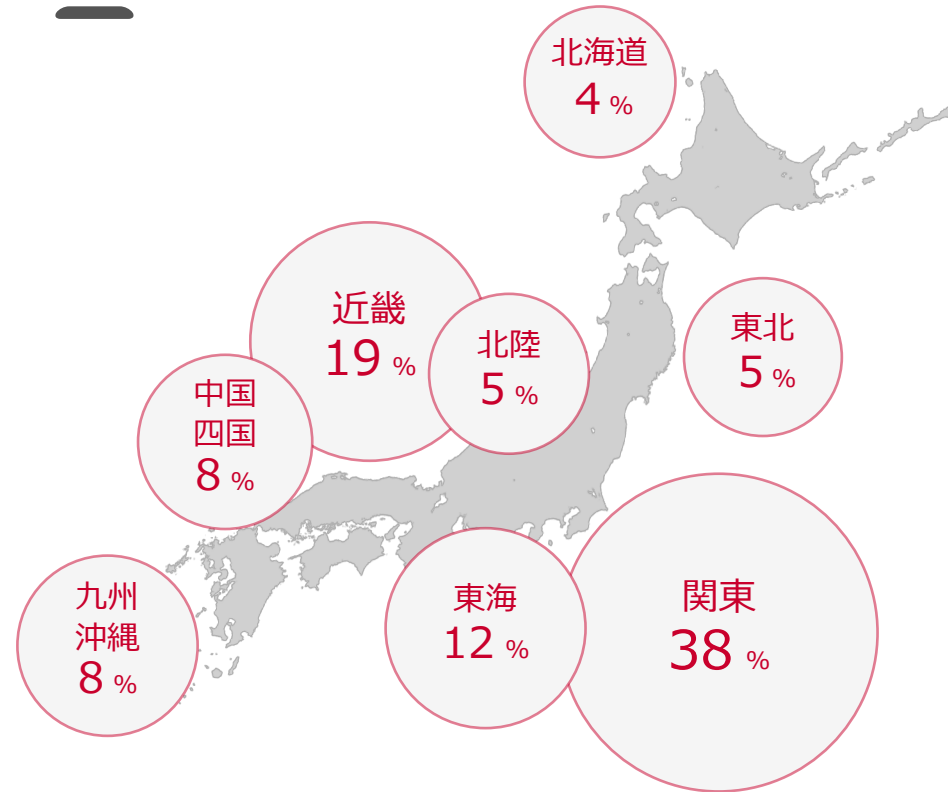 北海道
4 %
近畿
19 %
北陸
5 %
東北
5 %
中国
四国
8 %
九州
沖縄
8 %
東海
12 %
関東
38 %